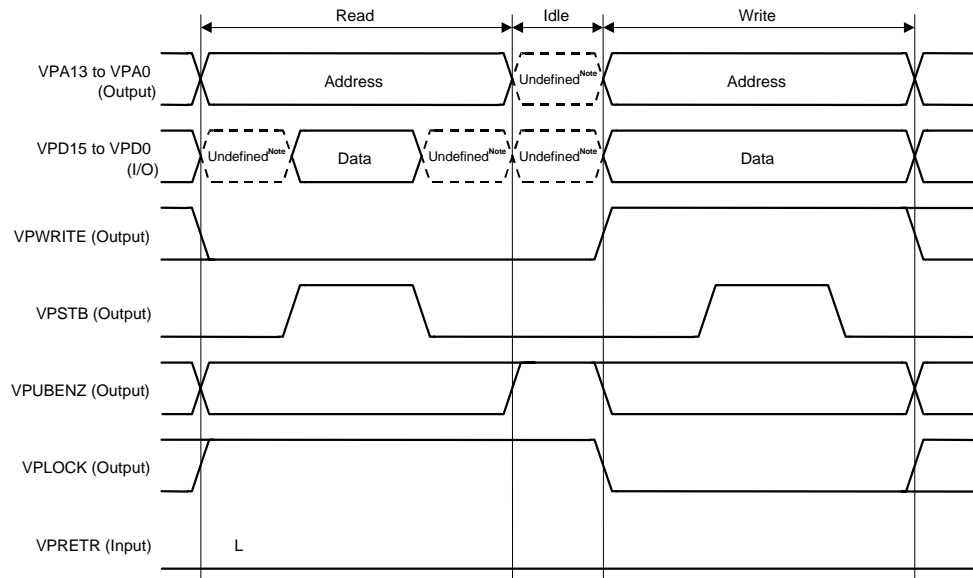 Read Idle Write
VPA13 to VPA0
(Output)
Address UndefinedNote Address
VPD15 to VPD0
(I/O)
UndefinedNote Data UndefinedNote UndefinedNote Data
VPWRITE (Output)
VPSTB (Output)
VPUBENZ (Output)
VPLOCK (Output)
VPRETR (Input) L